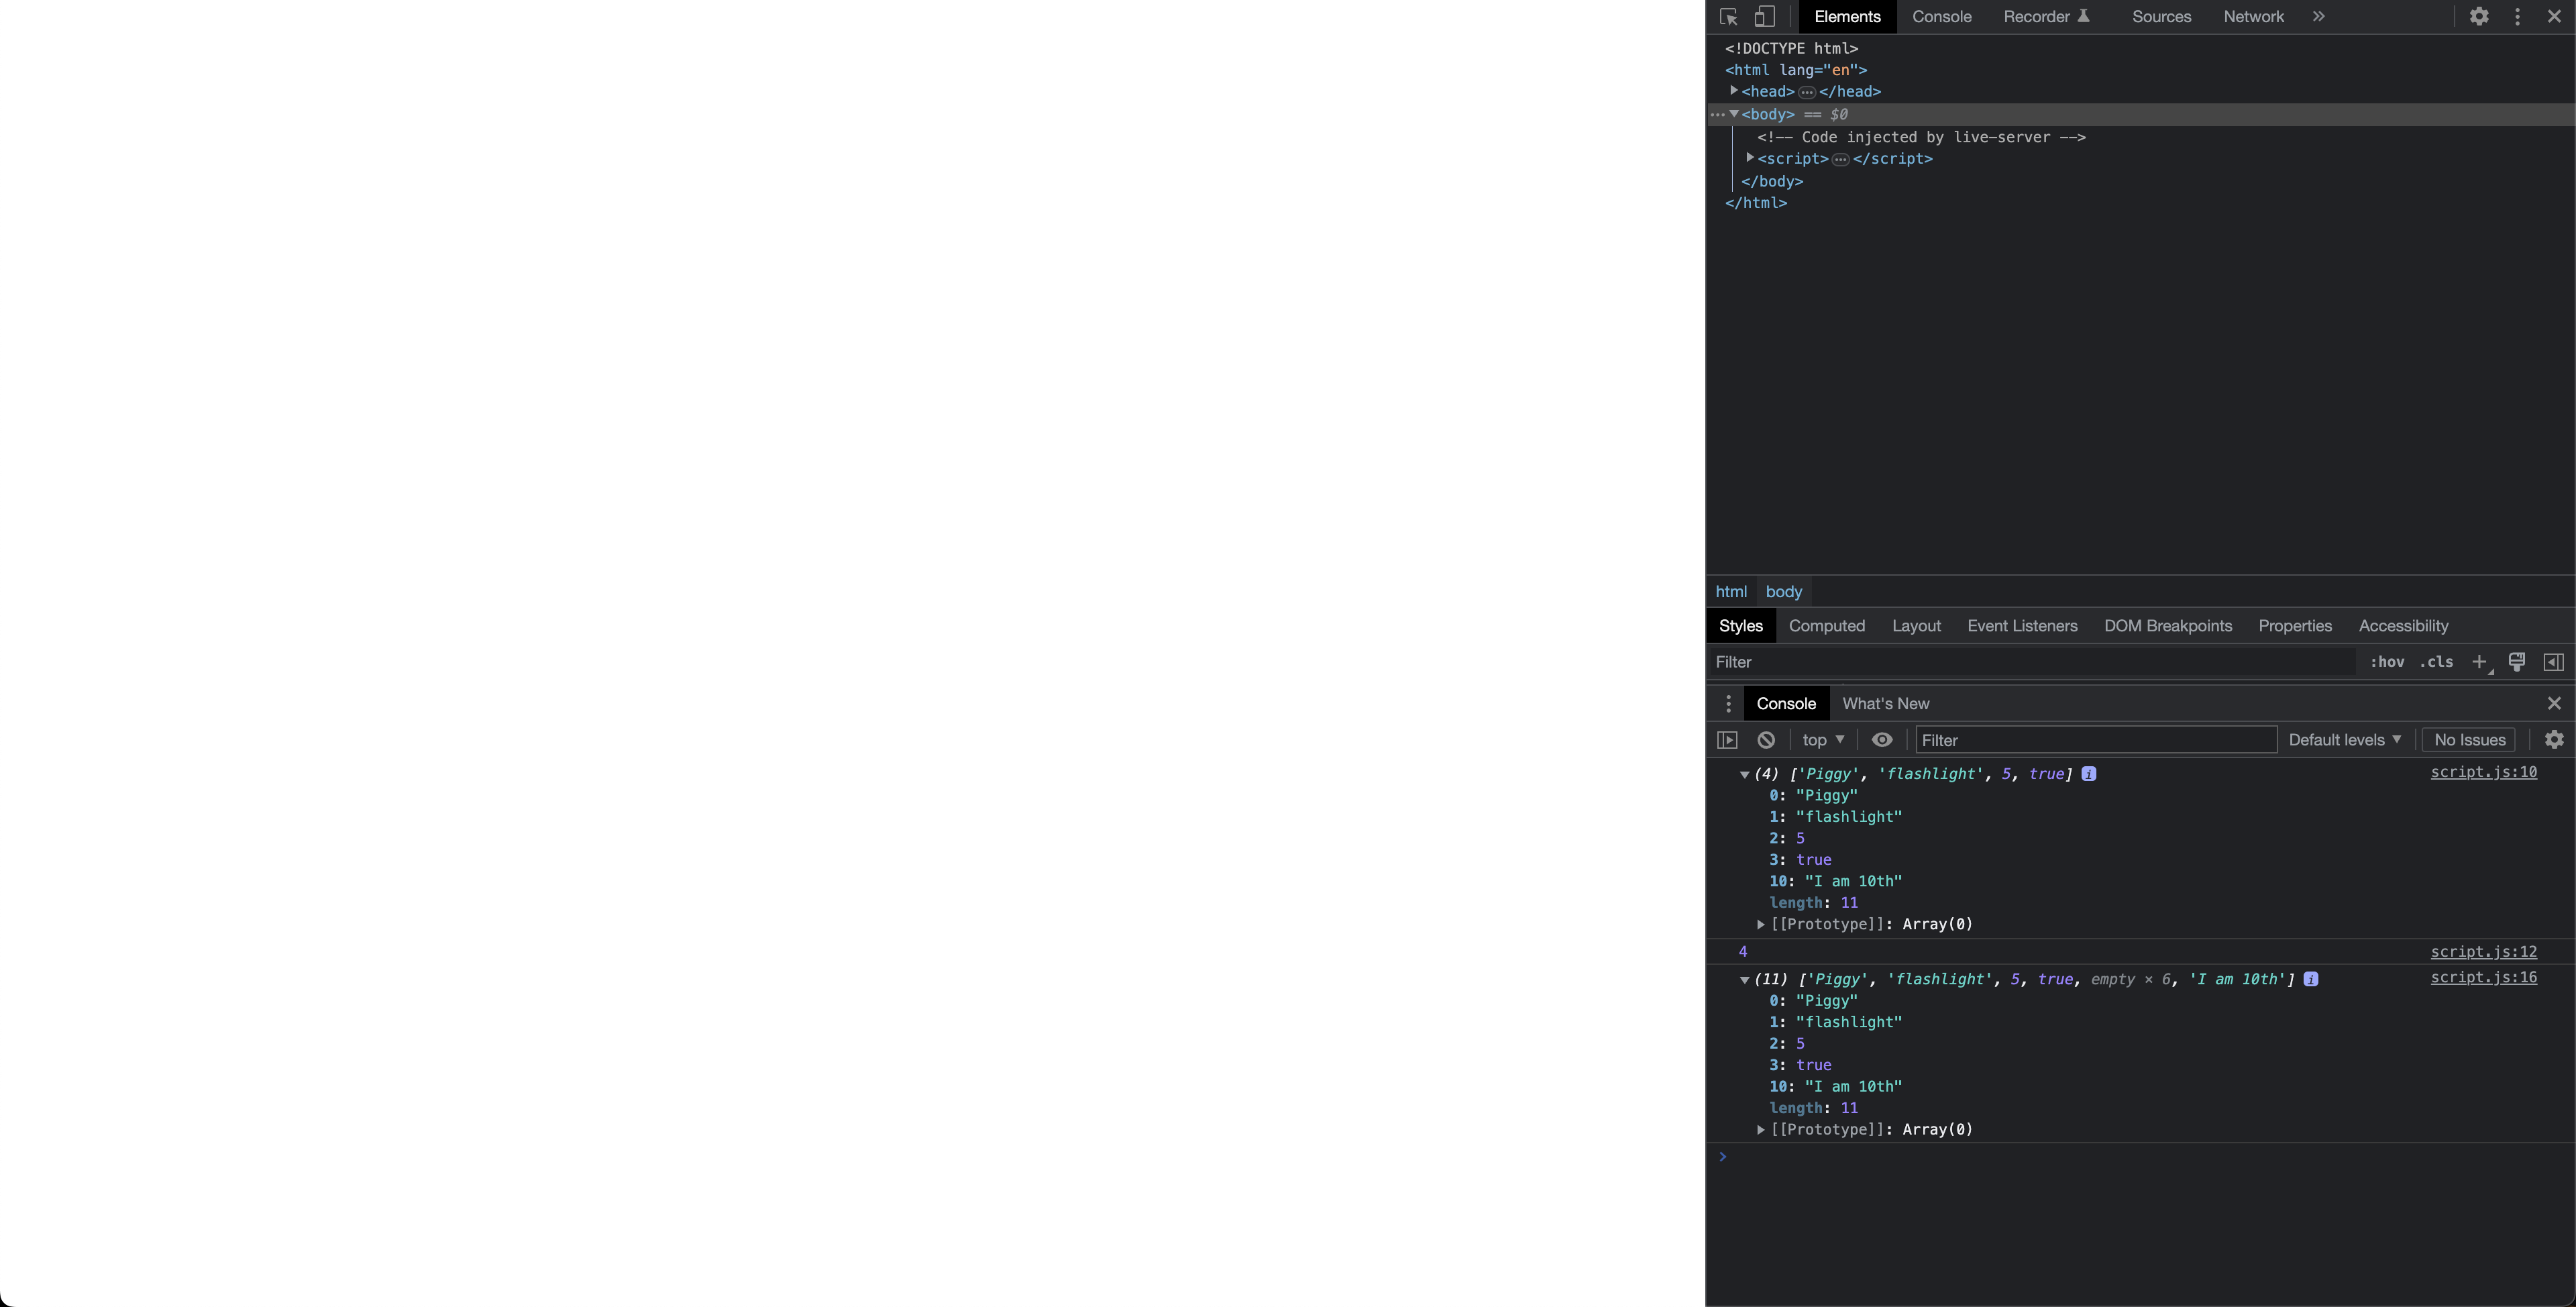 Elements Console Recorder Sources Network
<!DOCTYPE html>
<html lang="en">
<head>…</head>
<body> == $0
<!-- Code injected by live-server -->
<script>…</script>
</body>
</html>
html body
Styles Computed Layout Event Listeners DOM Breakpoints Properties Accessibility
Filter :hov .cls
Console What's New
top Filter Default levels No Issues
(4) ['Piggy', 'flashlight', 5, true] i script.js:10
0: "Piggy"
1: "flashlight"
2: 5
3: true
10: "I am 10th"
length: 11
[[Prototype]]: Array(0)
4 script.js:12
(11) ['Piggy', 'flashlight', 5, true, empty × 6, 'I am 10th'] i script.js:16
0: "Piggy"
1: "flashlight"
2: 5
3: true
10: "I am 10th"
length: 11
[[Prototype]]: Array(0)